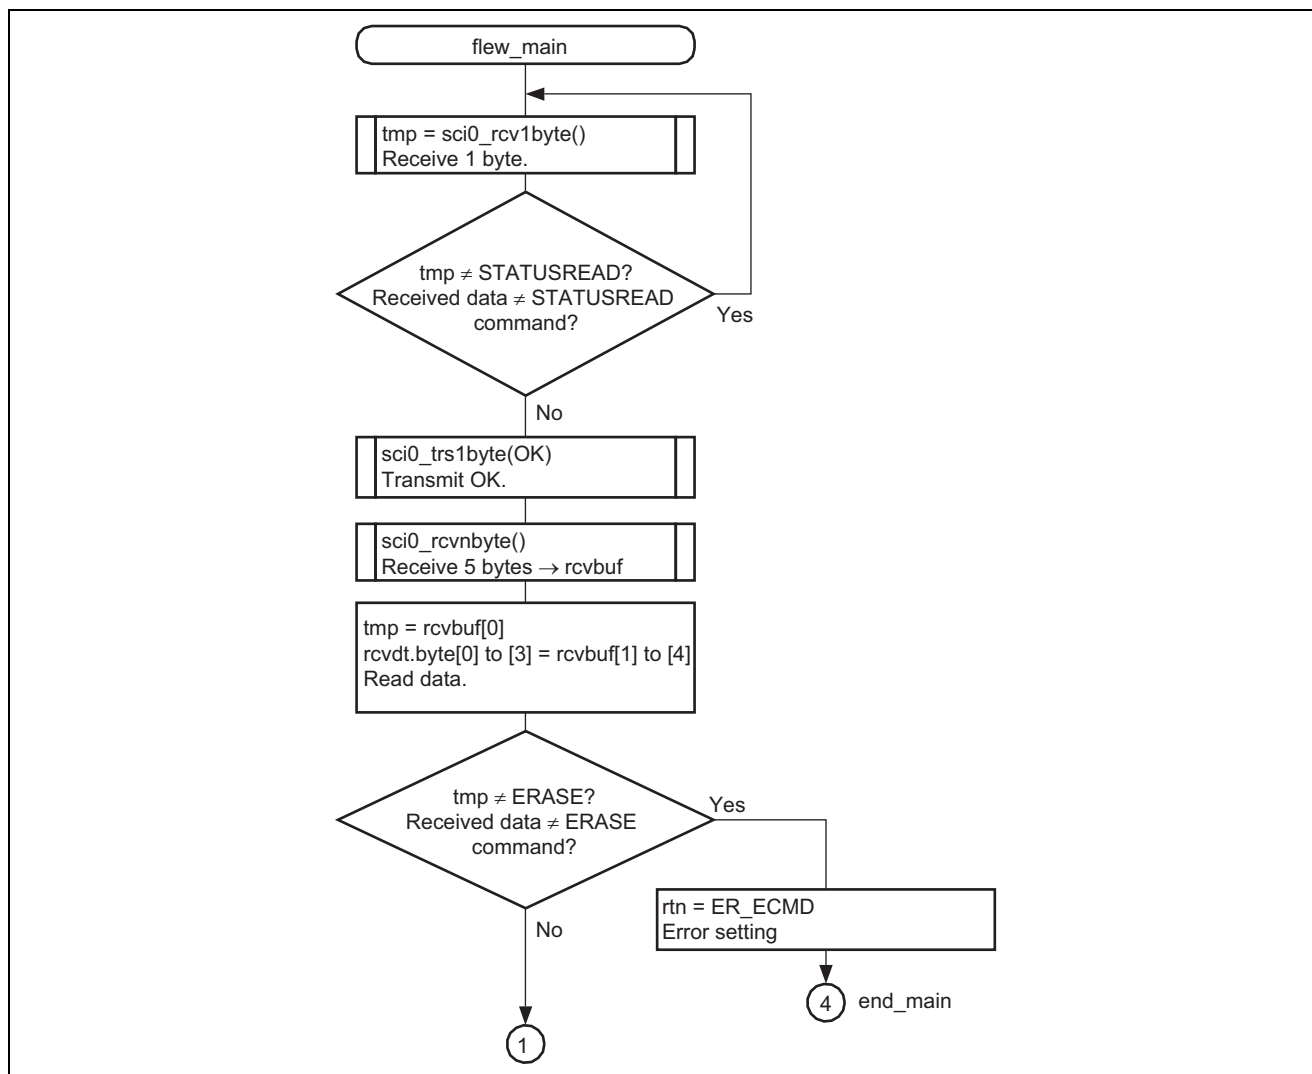 flew_main
tmp = sci0_rcv1byte()
Receive 1 byte.
tmp ≠ STATUSREAD?
Received data ≠ STATUSREAD
command?
Yes
No
sci0_trs1byte(OK)
Transmit OK.
sci0_rcvnbyte()
Receive 5 bytes → rcvbuf
tmp = rcvbuf[0]
rcvdt.byte[0] to [3] = rcvbuf[1] to [4]
Read data.
tmp ≠ ERASE?
Received data ≠ ERASE
command?
Yes
rtn = ER_ECMD
Error setting
No
4 end_main
1